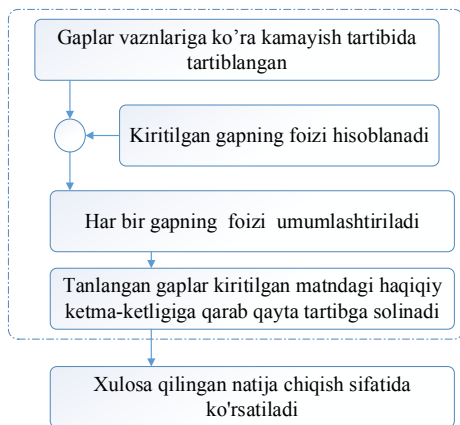 Gaplar vaznlariga ko’ra kamayish tartibida
tartiblangan
Kiritilgan gapning foizi hisoblanadi
Har bir gapning foizi umumlashtiriladi
Tanlangan gaplar kiritilgan matndagi haqiqiy
ketma-ketligiga qarab qayta tartibga solinadi
Xulosa qilingan natija chiqish sifatida
ko'rsatiladi